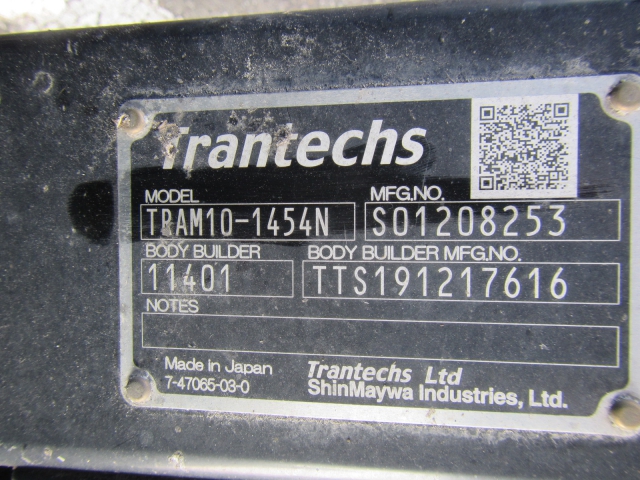 Trantechs
MODEL MFG.NO.
TRAM10-1454N S01208253
BODY BUILDER BODY BUILDER MFG.NO.
11401 TTS191217616
NOTES
Made in Japan Trantechs Ltd
7-47065-03-0 ShinMaywa Industries, Ltd.